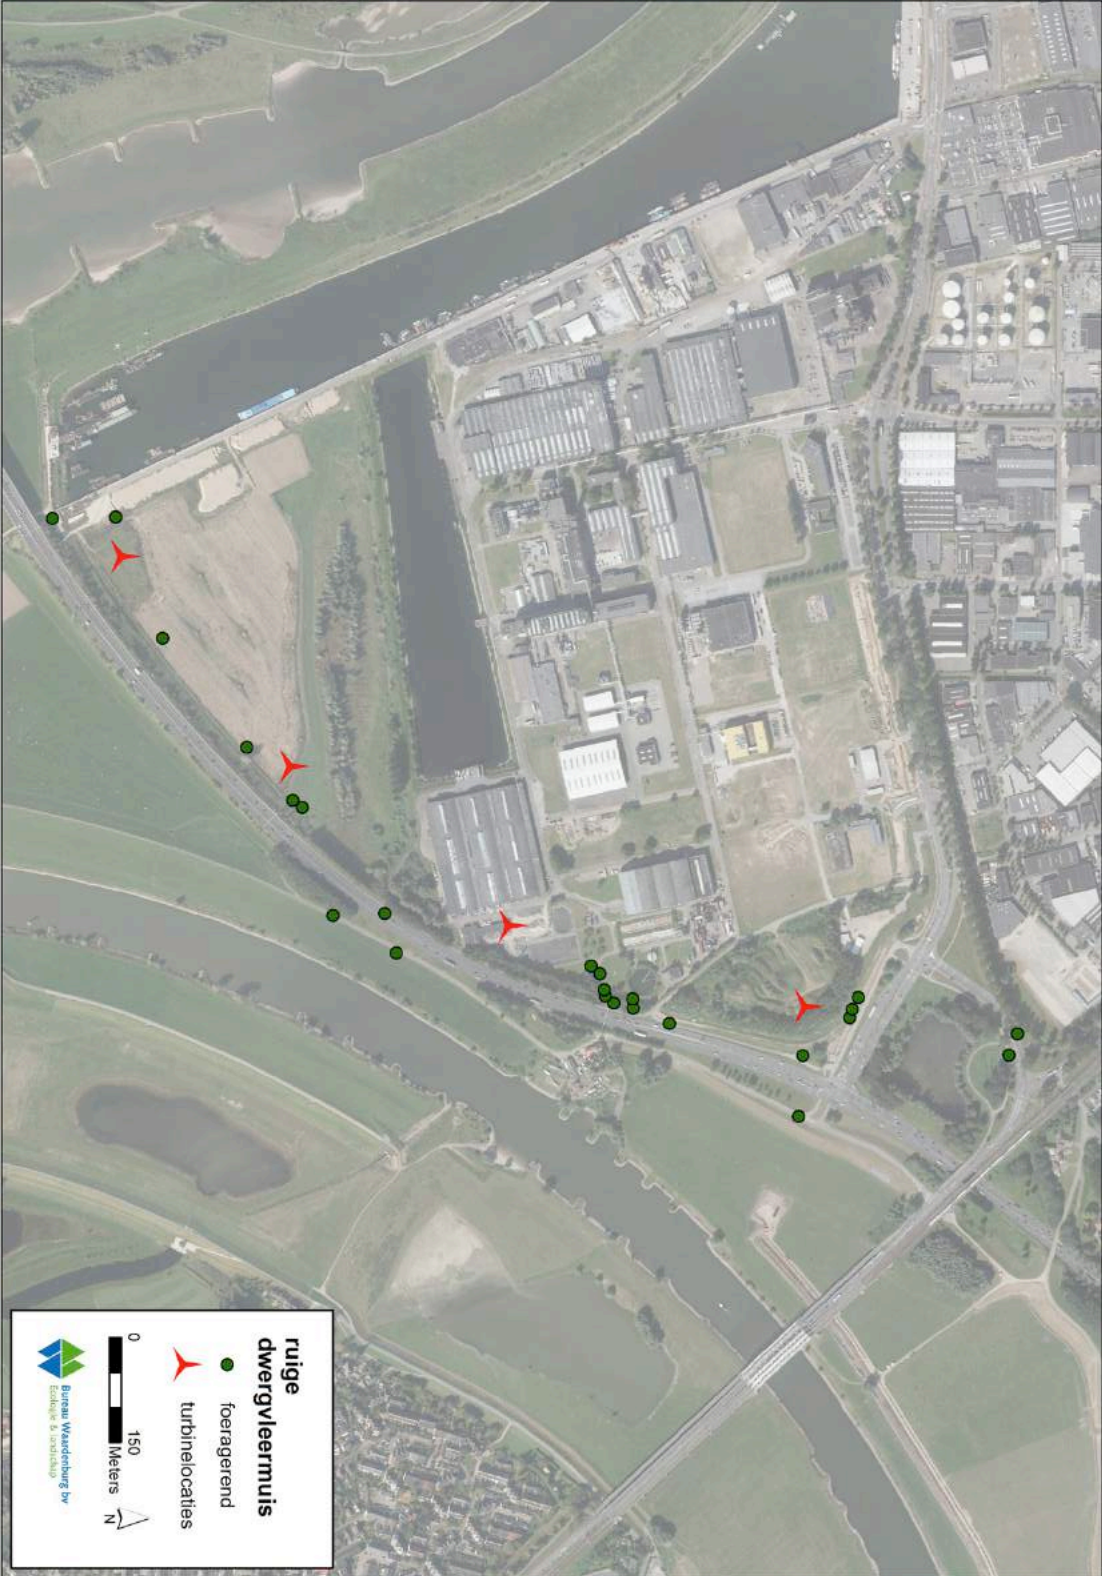 ruige
dwergvleermuis
foeragerend
turbinelocaties
0
150
Meters
N
Bureau Waardenburg bv
Ecologie & landschap